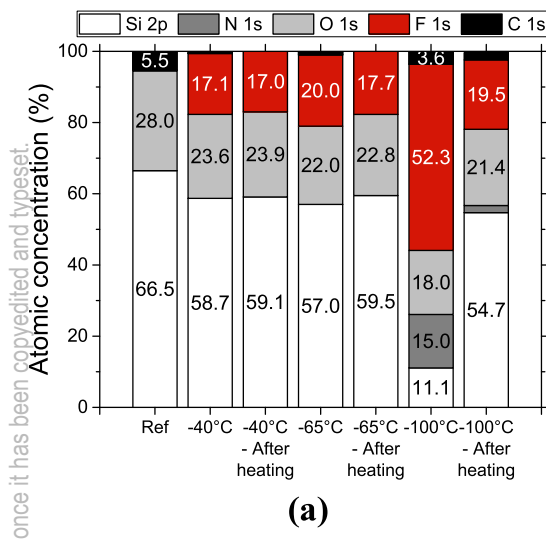 Si 2p N 1s O 1s F 1s C 1s
100
80
60
40
20
0
Atomic concentration (%)
once it has been copyedited and typeset.
5.5 17.1 17.0 20.0 17.7 3.6 19.5
28.0 23.6 23.9 22.0 22.8 52.3 21.4
66.5 58.7 59.1 57.0 59.5 18.0 54.7
15.0
11.1
Ref -40°C -40°C -65°C -65°C -100°C -100°C
- After - After - After
heating heating heating
(a)